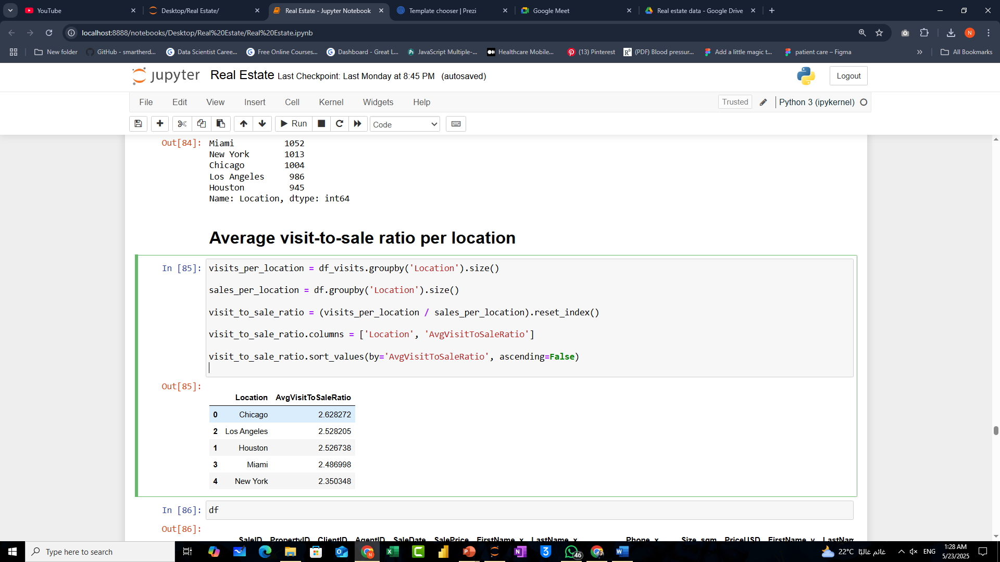 YouTube
Desktop/Real Estate/
Real Estate - Jupyter Notebook
Template chooser | Prezi
Google Meet
Real estate data - Google Drive
localhost:8888/notebooks/Desktop/Real%20Estate/Real%20Estate.ipynb
N
New folder
GitHub - smartherd...
Data Scientist Caree...
Free Online Courses...
Dashboard - Great L...
JavaScript Multiple-...
Healthcare Mobile...
(13) Pinterest
(PDF) Blood pressur...
Add a little magic t...
patient care – Figma
All Bookmarks
jupyter Real Estate Last Checkpoint: Last Monday at 8:45 PM (autosaved)
Logout
File Edit View Insert Cell Kernel Widgets Help
Trusted
Python 3 (ipykernel)
Run
Code
Out[84]: Miami 1052
New York 1013
Chicago 1004
Los Angeles 986
Houston 945
Name: Location, dtype: int64
Average visit-to-sale ratio per location
In [85]: visits_per_location = df_visits.groupby('Location').size()
sales_per_location = df.groupby('Location').size()
visit_to_sale_ratio = (visits_per_location / sales_per_location).reset_index()
visit_to_sale_ratio.columns = ['Location', 'AvgVisitToSaleRatio']
visit_to_sale_ratio.sort_values(by='AvgVisitToSaleRatio', ascending=False)
Out[85]:
Location AvgVisitToSaleRatio
0 Chicago 2.628272
2 Los Angeles 2.528205
1 Houston 2.526738
3 Miami 2.486998
4 New York 2.350348
In [86]: df
Out[86]:
SaleID PropertyID ClientID AgentID SaleDate SalePrice FirstName_x LastName_x Phone_x Size_sqm PriceUSD FirstName_y LastNam
Type here to search
46
22°C غائم غالبًا
ENG
1:28 AM
5/23/2025